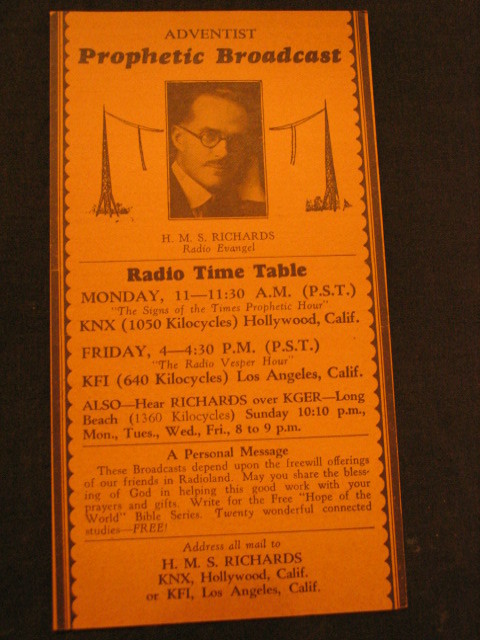 ADVENTIST
Prophetic Broadcast
H. M. S. RICHARDS
Radio Evangel
Radio Time Table
MONDAY, 11—11:30 A.M. (P.S.T.)
"The Signs of the Times Prophetic Hour"
KNX (1050 Kilocycles) Hollywood, Calif.
FRIDAY, 4—4:30 P.M. (P.S.T.)
"The Radio Vesper Hour"
KFI (640 Kilocycles) Los Angeles, Calif.
ALSO—Hear RICHARDS over KGER—Long
Beach (1360 Kilocycles) Sunday 10:10 p.m.,
Mon., Tues., Wed., Fri., 8 to 9 p.m.
A Personal Message
These Broadcasts depend upon the freewill offerings
of our friends in Radioland. May you share the bless-
ing of God in helping this good work with your
prayers and gifts. Write for the Free "Hope of the
World" Bible Series. Twenty wonderful connected
studies—FREE!
Address all mail to
H. M. S. RICHARDS
KNX, Hollywood, Calif.
or KFI, Los Angeles, Calif.